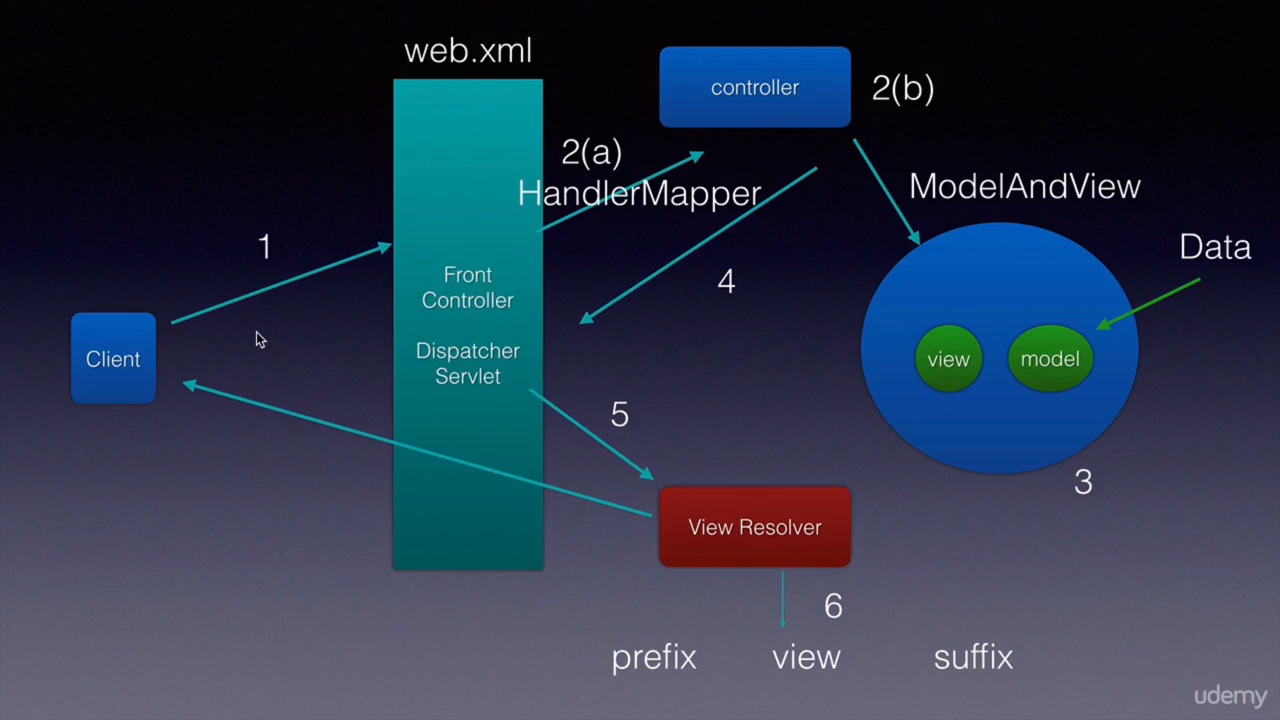 web.xml
controller
2(b)
2(a)
HandlerMapper
ModelAndView
1
Data
Front
Controller
4
Client
Dispatcher
Servlet
view
model
5
3
View Resolver
6
prefix
view
suffix
udemy